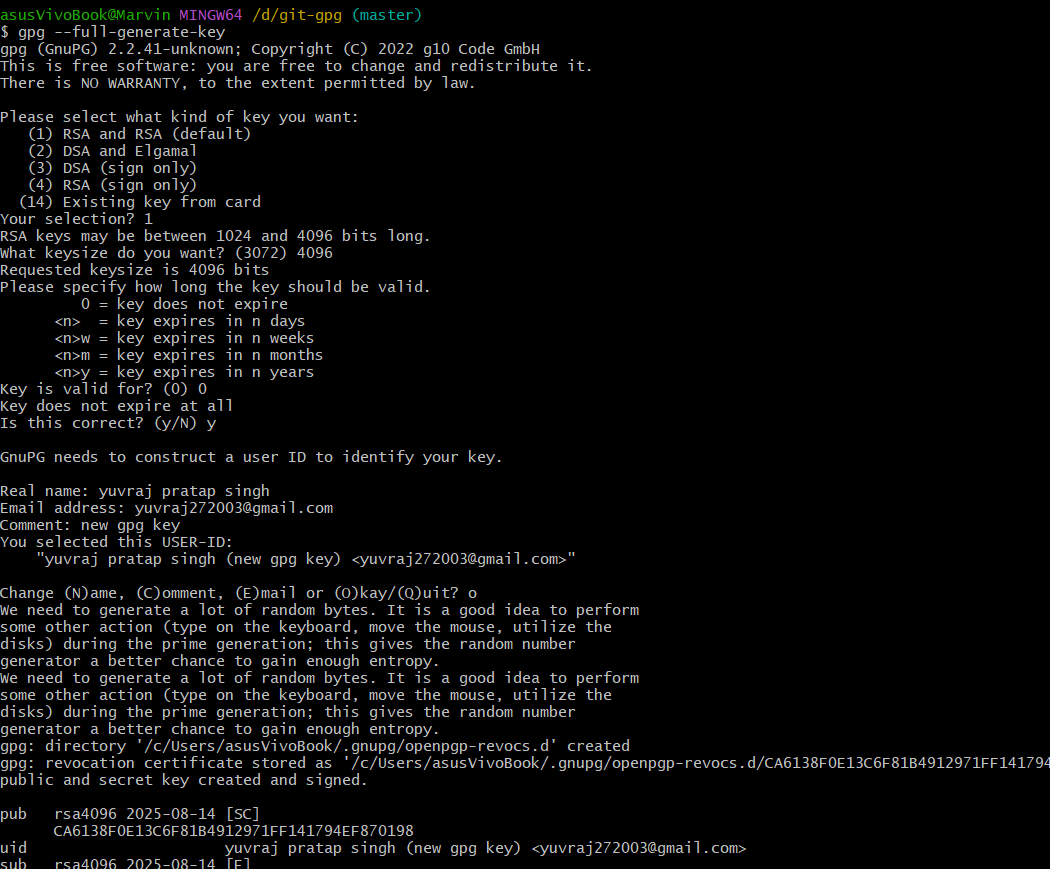 asusVivoBook@Marvin MINGW64 /d/git-gpg (master)
$ gpg --full-generate-key
gpg (GnuPG) 2.2.41-unknown; Copyright (C) 2022 g10 Code GmbH
This is free software: you are free to change and redistribute it.
There is NO WARRANTY, to the extent permitted by law.

Please select what kind of key you want:
   (1) RSA and RSA (default)
   (2) DSA and Elgamal
   (3) DSA (sign only)
   (4) RSA (sign only)
  (14) Existing key from card
Your selection? 1
RSA keys may be between 1024 and 4096 bits long.
What keysize do you want? (3072) 4096
Requested keysize is 4096 bits
Please specify how long the key should be valid.
         0 = key does not expire
      <n>  = key expires in n days
      <n>w = key expires in n weeks
      <n>m = key expires in n months
      <n>y = key expires in n years
Key is valid for? (0) 0
Key does not expire at all
Is this correct? (y/N) y

GnuPG needs to construct a user ID to identify your key.

Real name: yuvraj pratap singh
Email address: yuvraj272003@gmail.com
Comment: new gpg key
You selected this USER-ID:
    "yuvraj pratap singh (new gpg key) <yuvraj272003@gmail.com>"

Change (N)ame, (C)omment, (E)mail or (O)kay/(Q)uit? o
We need to generate a lot of random bytes. It is a good idea to perform
some other action (type on the keyboard, move the mouse, utilize the
disks) during the prime generation; this gives the random number
generator a better chance to gain enough entropy.
We need to generate a lot of random bytes. It is a good idea to perform
some other action (type on the keyboard, move the mouse, utilize the
disks) during the prime generation; this gives the random number
generator a better chance to gain enough entropy.
gpg: directory '/c/Users/asusVivoBook/.gnupg/openpgp-revocs.d' created
gpg: revocation certificate stored as '/c/Users/asusVivoBook/.gnupg/openpgp-revocs.d/CA6138F0E13C6F81B4912971FF141794
public and secret key created and signed.

pub   rsa4096 2025-08-14 [SC]
      CA6138F0E13C6F81B4912971FF141794EF870198
uid                      yuvraj pratap singh (new gpg key) <yuvraj272003@gmail.com>
sub   rsa4096 2025-08-14 [E]